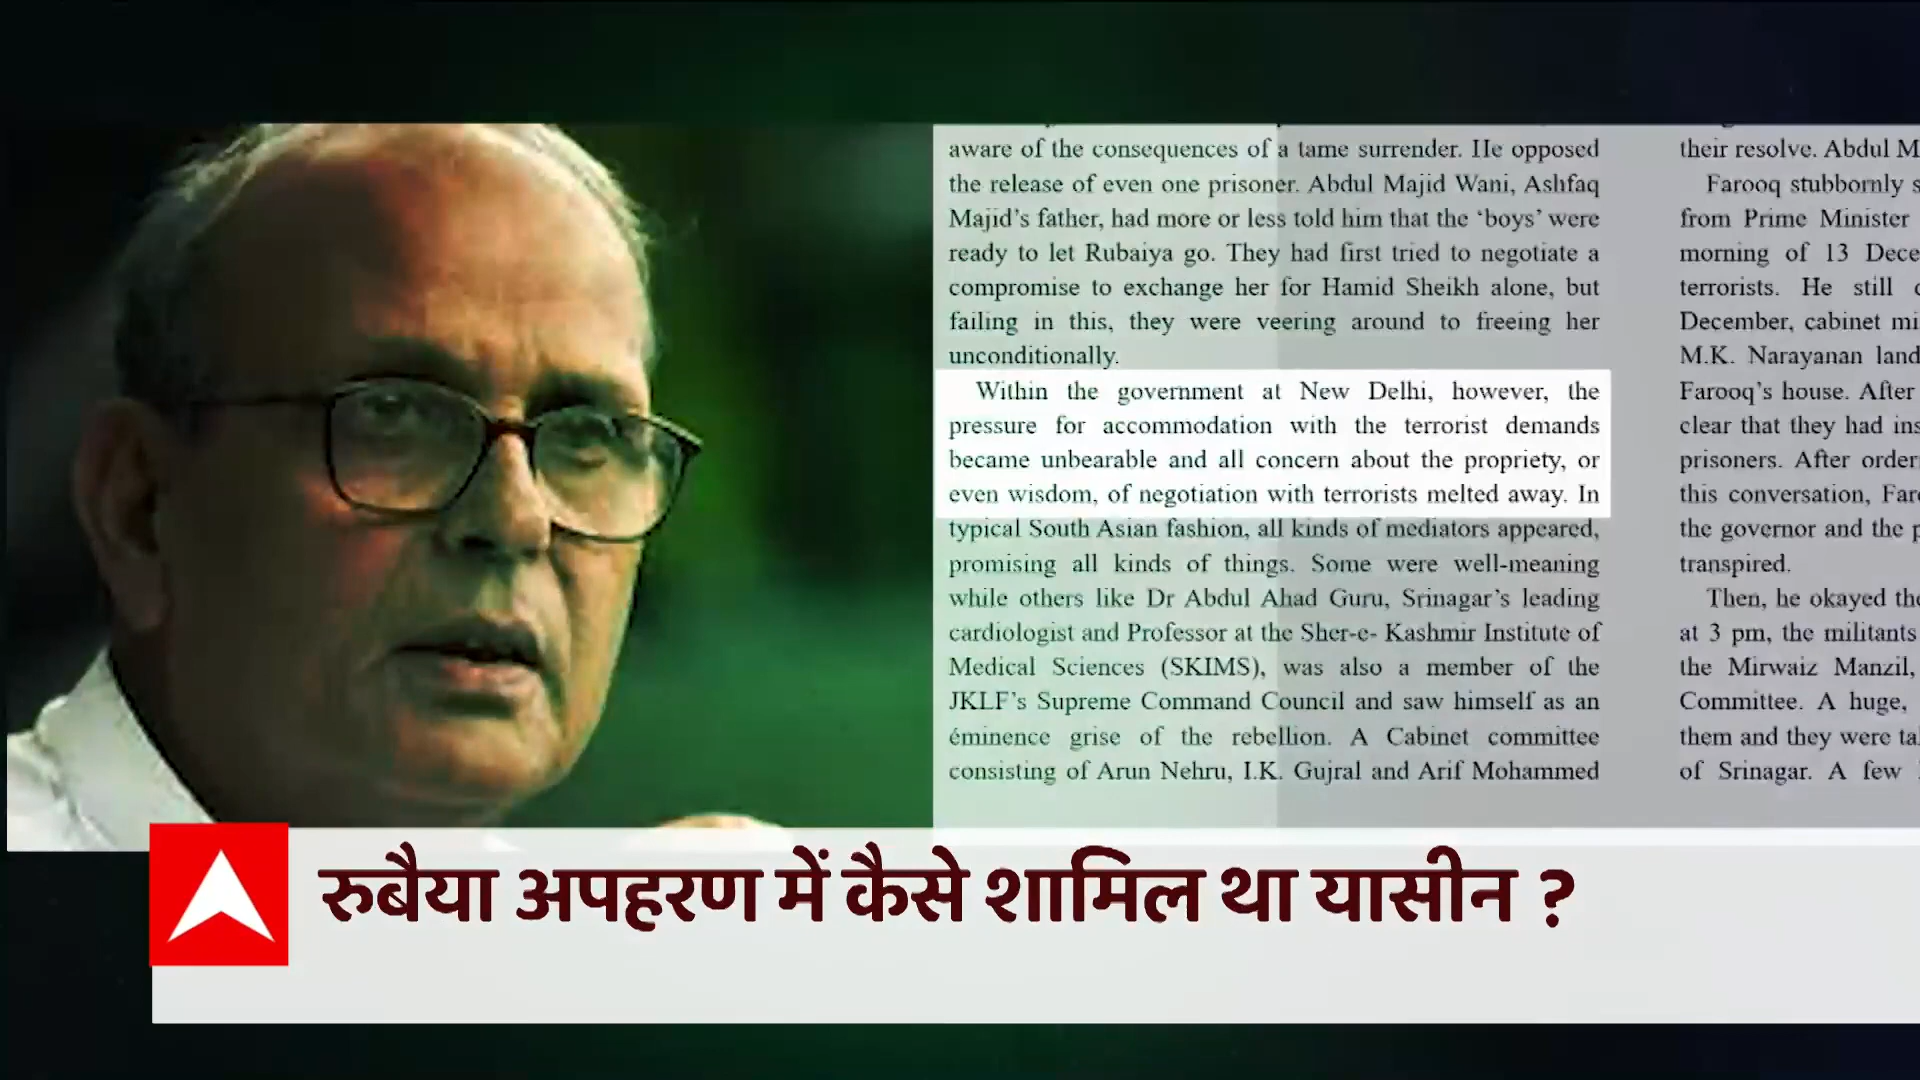 aware of the consequences of a tame surrender. He opposed
the release of even one prisoner. Abdul Majid Wani, Ashfaq
Majid's father, had more or less told him that the ‘boys’ were
ready to let Rubaiya go. They had first tried to negotiate a
compromise to exchange her for Hamid Sheikh alone, but
failing in this, they were veering around to freeing her
unconditionally.
Within the government at New Delhi, however, the
pressure for accommodation with the terrorist demands
became unbearable and all concern about the propriety, or
even wisdom, of negotiation with terrorists melted away. In
typical South Asian fashion, all kinds of mediators appeared,
promising all kinds of things. Some were well-meaning
while others like Dr Abdul Ahad Guru, Srinagar's leading
cardiologist and Professor at the Sher-e- Kashmir Institute of
Medical Sciences (SKIMS), was also a member of the
JKLF's Supreme Command Council and saw himself as an
éminence grise of the rebellion. A Cabinet committee
consisting of Arun Nehru, I.K. Gujral and Arif Mohammed
their resolve. Abdul M
Farooq stubbornly s
from Prime Minister
morning of 13 Dece
terrorists. He still
December, cabinet mi
M.K. Narayanan land
Farooq's house. After
clear that they had ins
prisoners. After order
this conversation, Far
the governor and the p
transpired.
Then, he okayed the
at 3 pm, the militants
the Mirwaiz Manzil,
Committee. A huge,
them and they were ta
of Srinagar. A few
रुबैया अपहरण में कैसे शामिल था यासीन ?